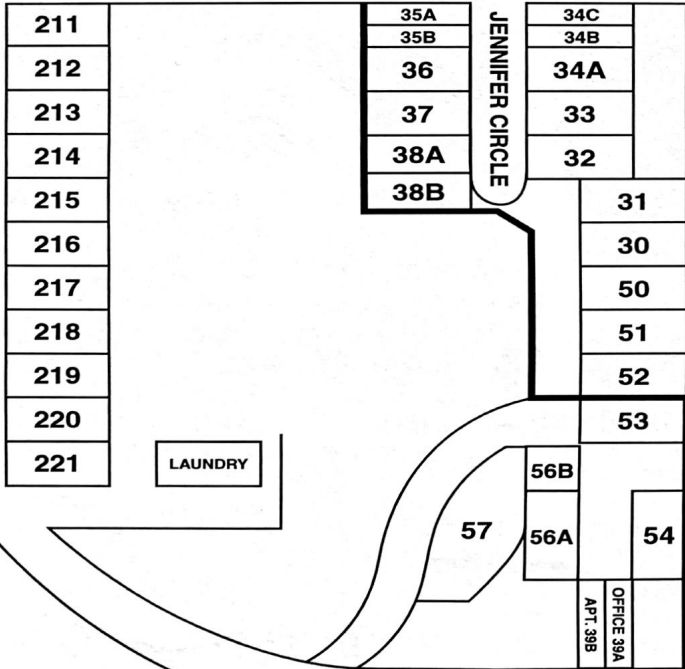 211
212
213
214
215
216
217
218
219
220
221
LAUNDRY
35A
35B
36
37
38A
38B
JENNIFER CIRCLE
34C
34B
34A
33
32
31
30
50
51
52
53
56B
56A
57
54
APT. 39B
OFFICE 39A